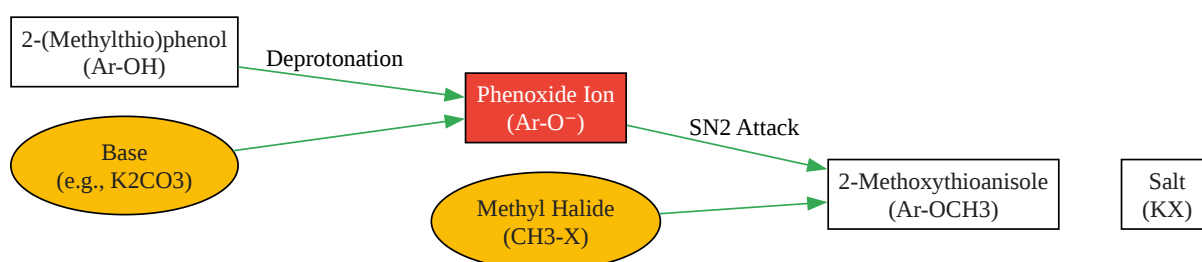 2-(Methylthio)phenol
(Ar-OH)
Deprotonation
Base
(e.g., K2CO3)
Phenoxide Ion
(Ar-O⁻)
SN2 Attack
Methyl Halide
(CH3-X)
2-Methoxythioanisole
(Ar-OCH3)
Salt
(KX)